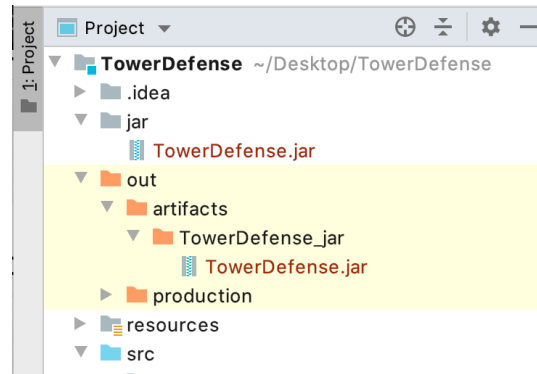 1: Project
Project
TowerDefense ~/Desktop/TowerDefense
.idea
jar
TowerDefense.jar
out
artifacts
TowerDefense_jar
TowerDefense.jar
production
resources
src